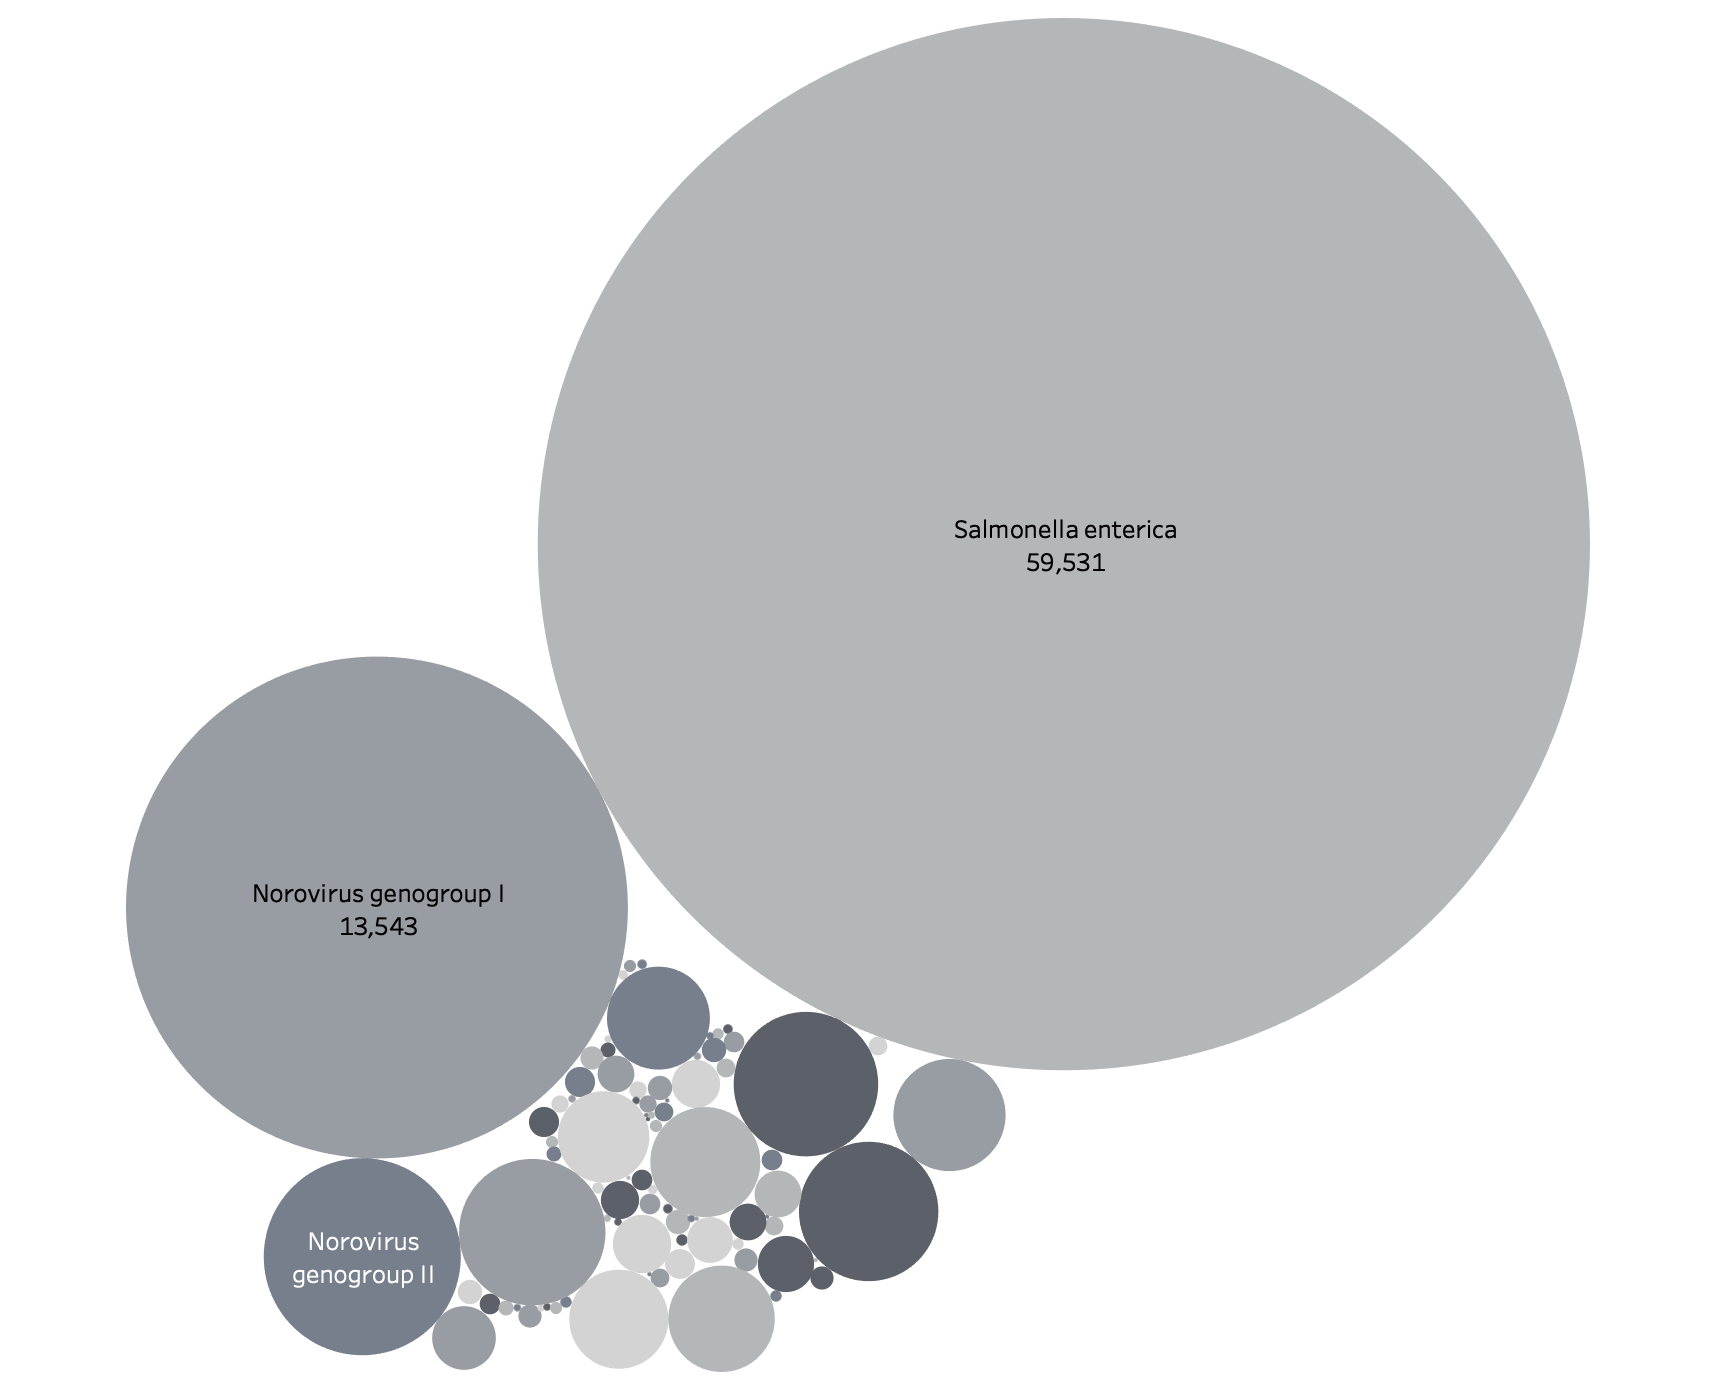 Salmonella enterica
59,531
Norovirus genogroup I
13,543
Norovirus
genogroup II